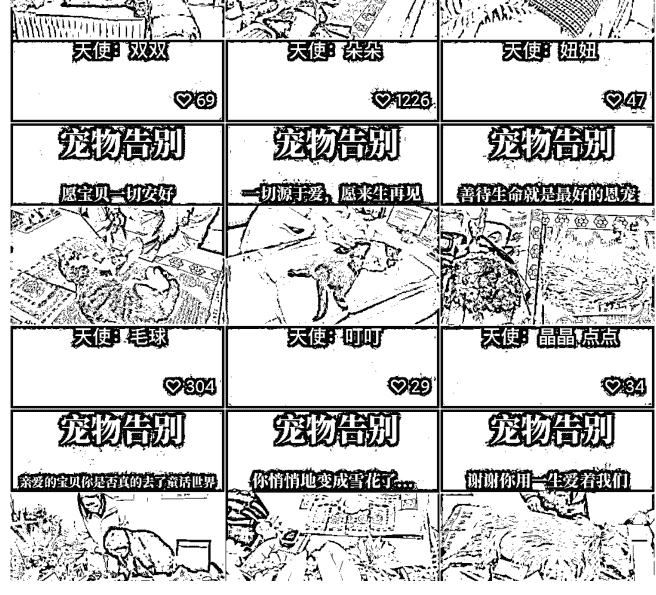 天使：双双
天使：朵朵
天使：妞妞
69
1226
47
宠物告别
宠物告别
宠物告别
愿宝贝一切安好
一切源于爱，愿来生再见
善待生命就是最好的恩宠
天使：毛球
天使：叮叮
天使：晶晶 点点
304
29
34
宠物告别
宠物告别
宠物告别
亲爱的宝贝你是否真的去了童话世界
你悄悄地变成雪花了....
谢谢你用一生爱着我们